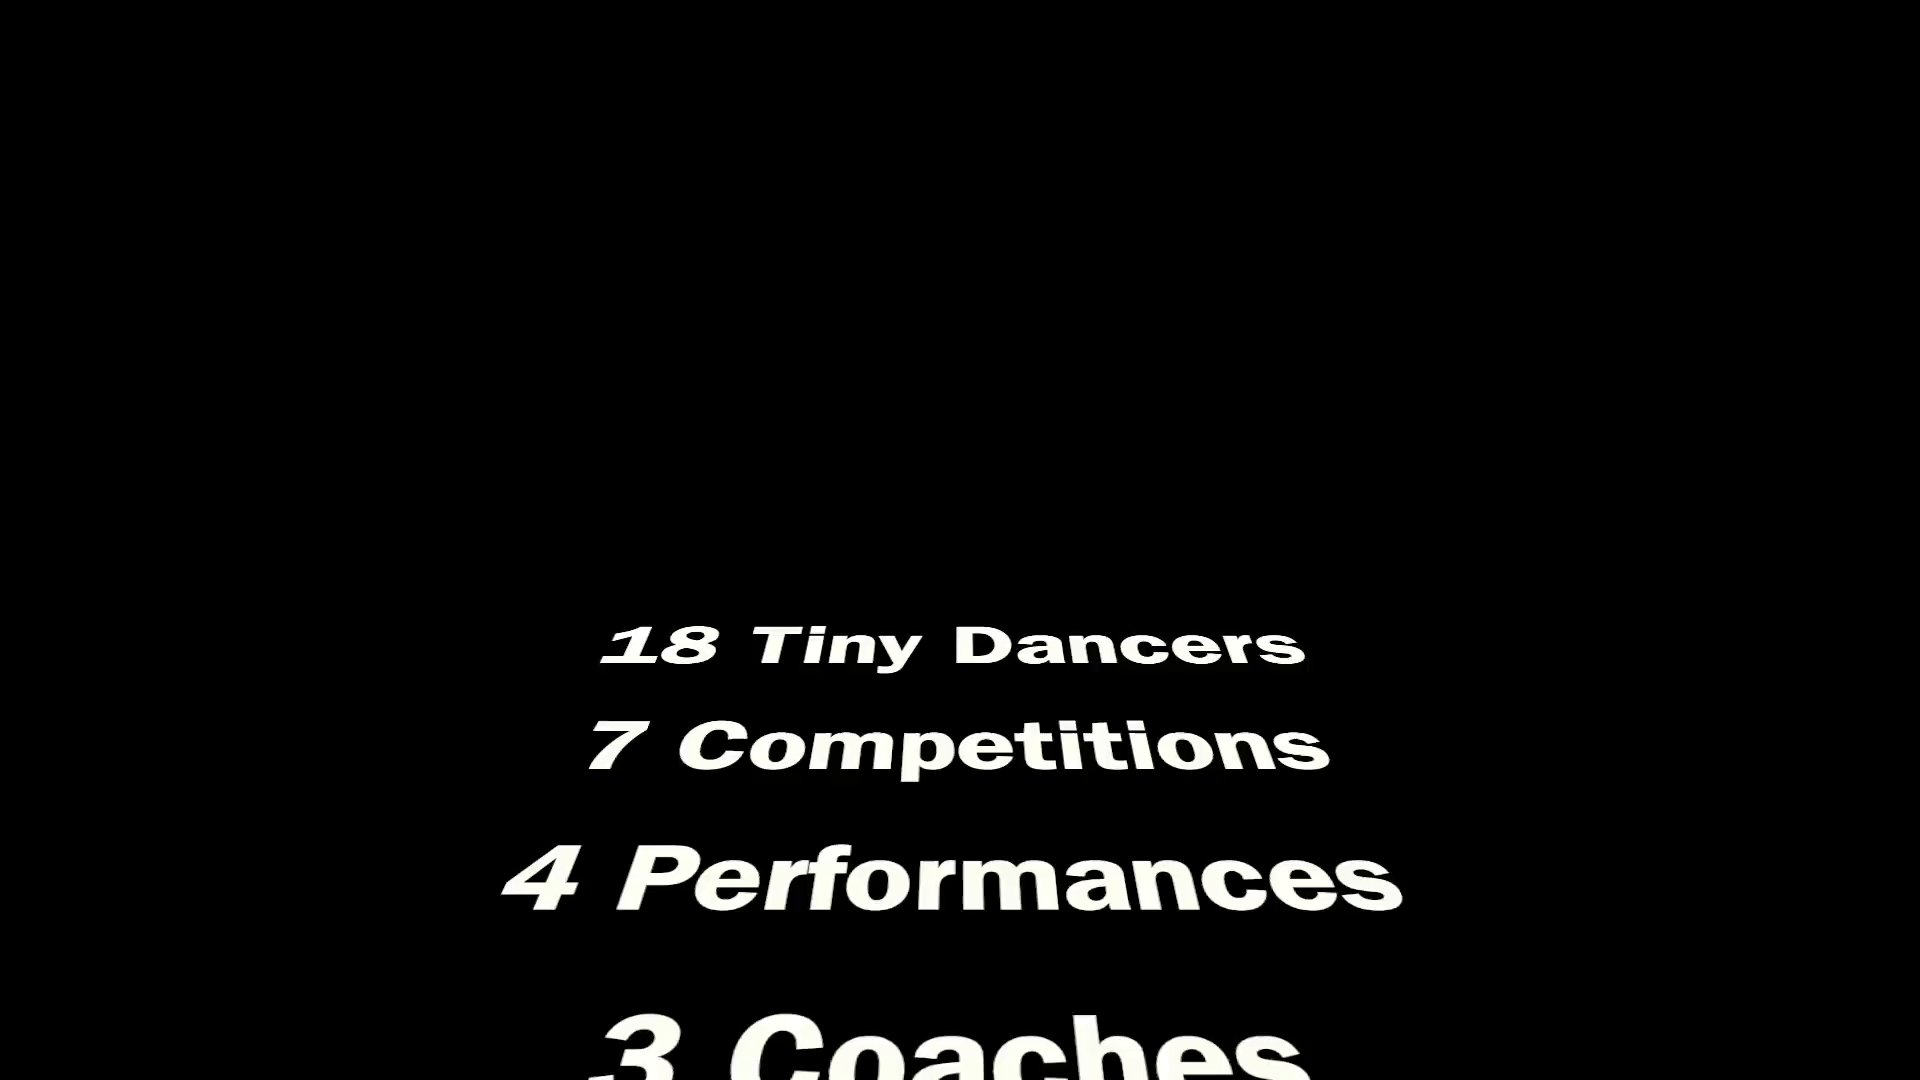 18 Tiny Dancers
7 Competitions
4 Performances
3 Coaches